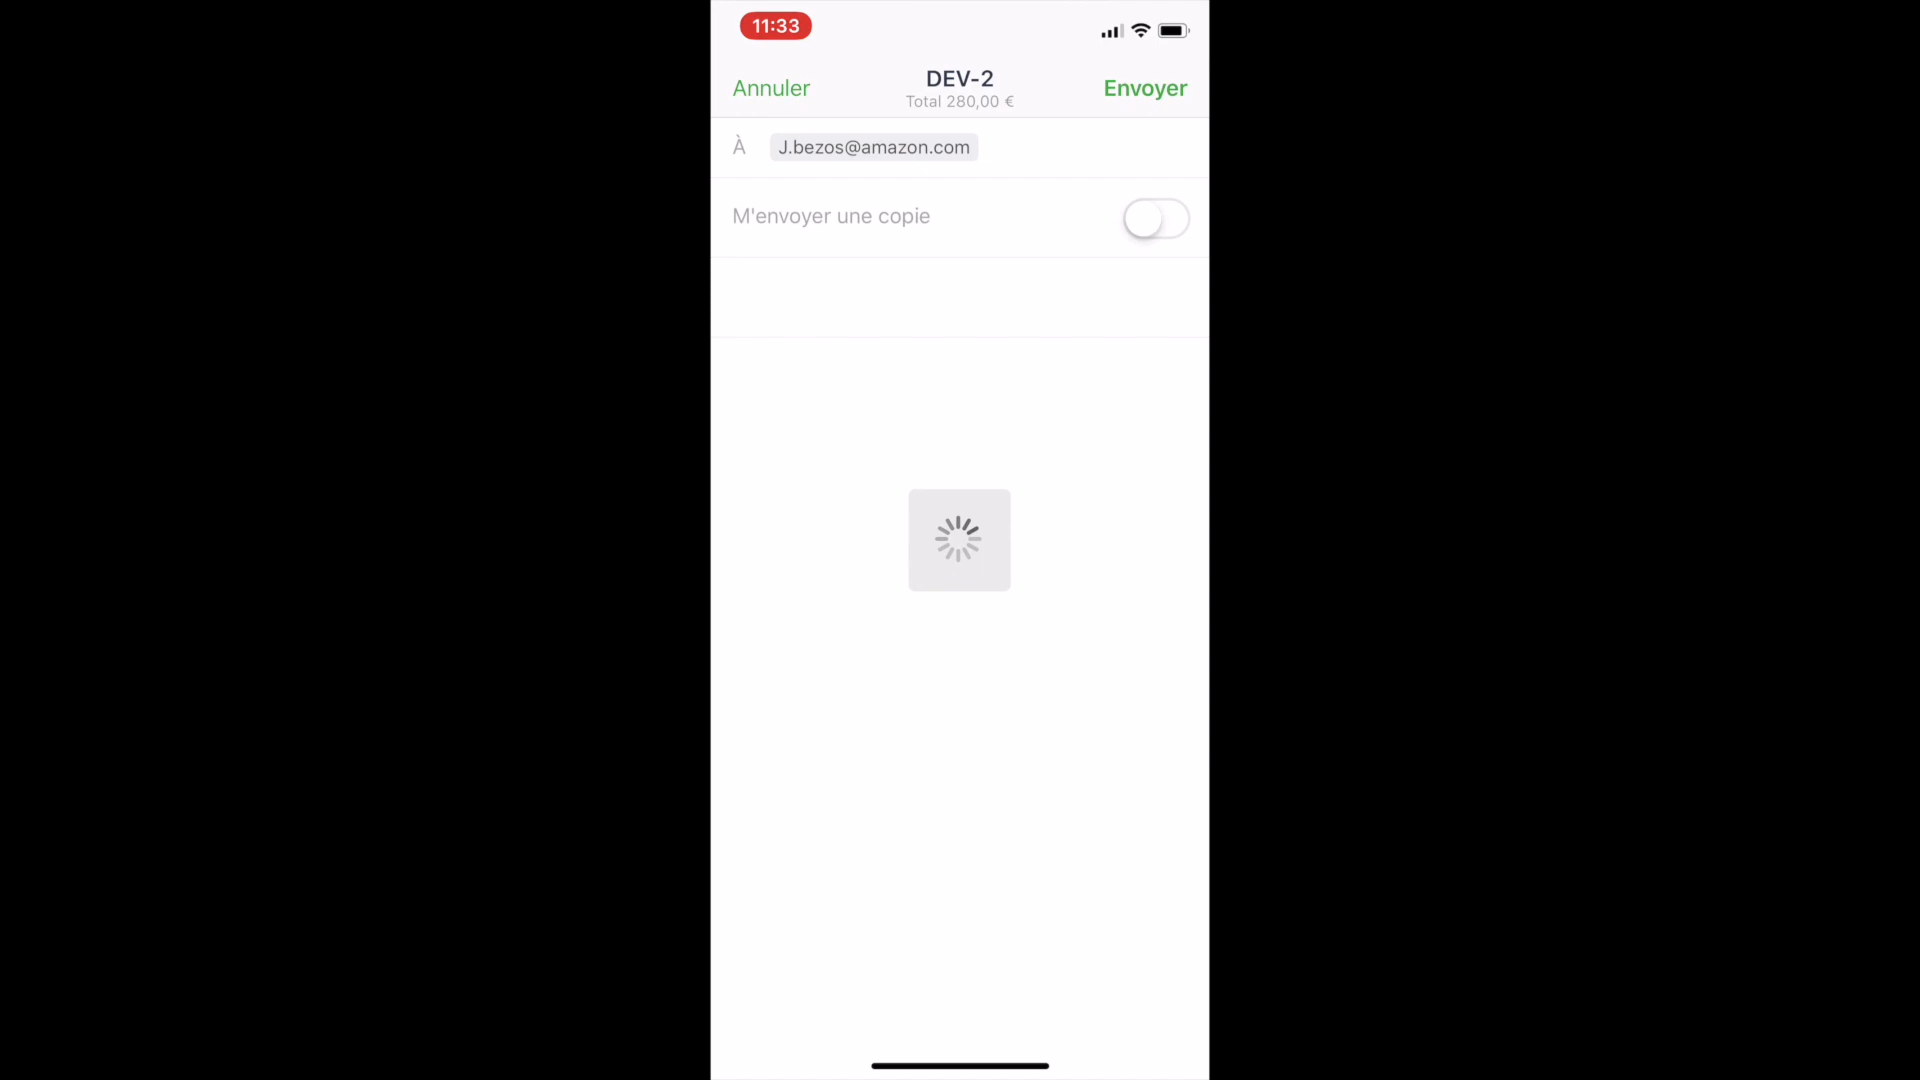 11:33
Annuler
DEV-2
Total 280,00 €
Envoyer
À J.bezos@amazon.com
M'envoyer une copie